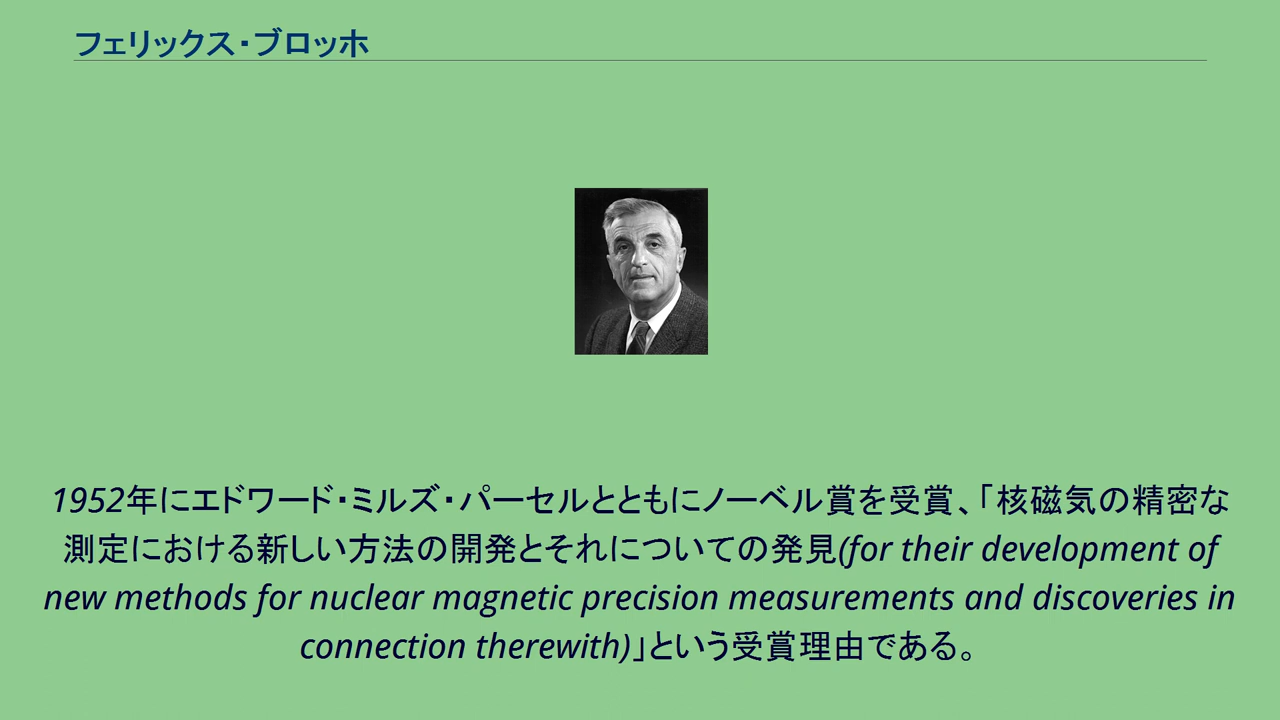 フェリックス・ブロッホ
1952年にエドワード・ミルズ・パーセルとともにノーベル賞を受賞、「核磁気の精密な
測定における新しい方法の開発とそれについての発見(for their development of
new methods for nuclear magnetic precision measurements and discoveries in
connection therewith)」という受賞理由である。